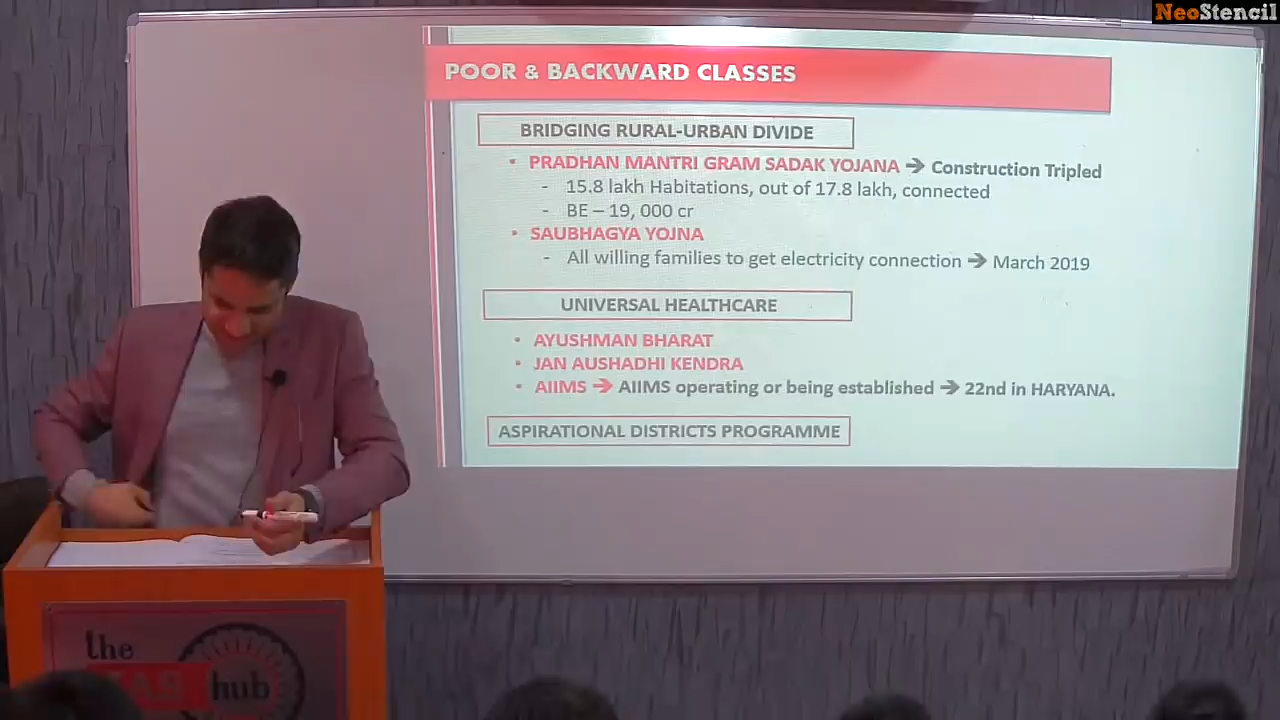 NeoStencil
POOR & BACKWARD CLASSES
BRIDGING RURAL-URBAN DIVIDE
• PRADHAN MANTRI GRAM SADAK YOJANA → Construction Tripled
- 15.8 lakh Habitations, out of 17.8 lakh, connected
- BE – 19, 000 cr
• SAUBHAGYA YOJNA
- All willing families to get electricity connection → March 2019
UNIVERSAL HEALTHCARE
• AYUSHMAN BHARAT
• JAN AUSHADHI KENDRA
• AIIMS → AIIMS operating or being established → 22nd in HARYANA.
ASPIRATIONAL DISTRICTS PROGRAMME
the
IAS hub